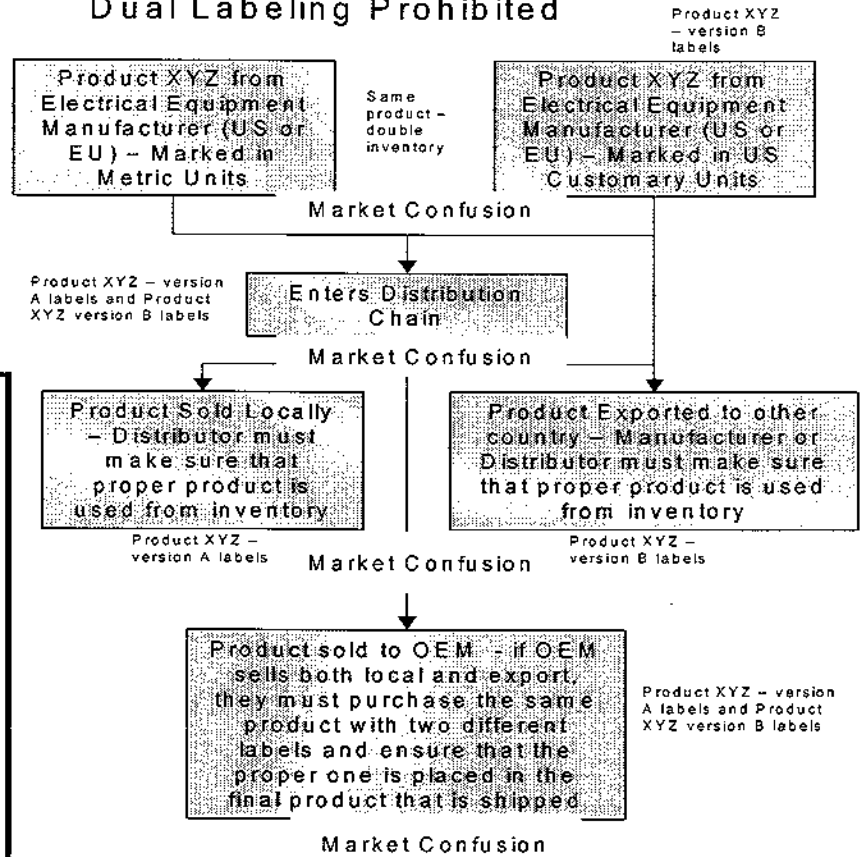 Dual Labeling Prohibited
Product XYZ
– version B
labels
Product XYZ from
Electrical Equipment
Manufacturer (US or
EU) – Marked in
Metric Units
Same
product –
double
inventory
Product XYZ from
Electrical Equipment
Manufacturer (US or
EU) – Marked in US
Customary Units
Market Confusion
Product XYZ – version
A labels and Product
XYZ version B labels
Enters Distribution
Chain
Market Confusion
Product Sold Locally
– Distributor must
make sure that
proper product is
used from inventory
Product Exported to other
country – Manufacturer or
Distributor must make sure
that proper product is used
from inventory
Product XYZ –
version A labels
Product XYZ –
version B labels
Market Confusion
Product sold to OEM - if OEM
sells both local and export,
they must purchase the same
product with two different
labels and ensure that the
proper one is placed in the
final product that is shipped
Product XYZ – version
A labels and Product
XYZ version B labels
Market Confusion